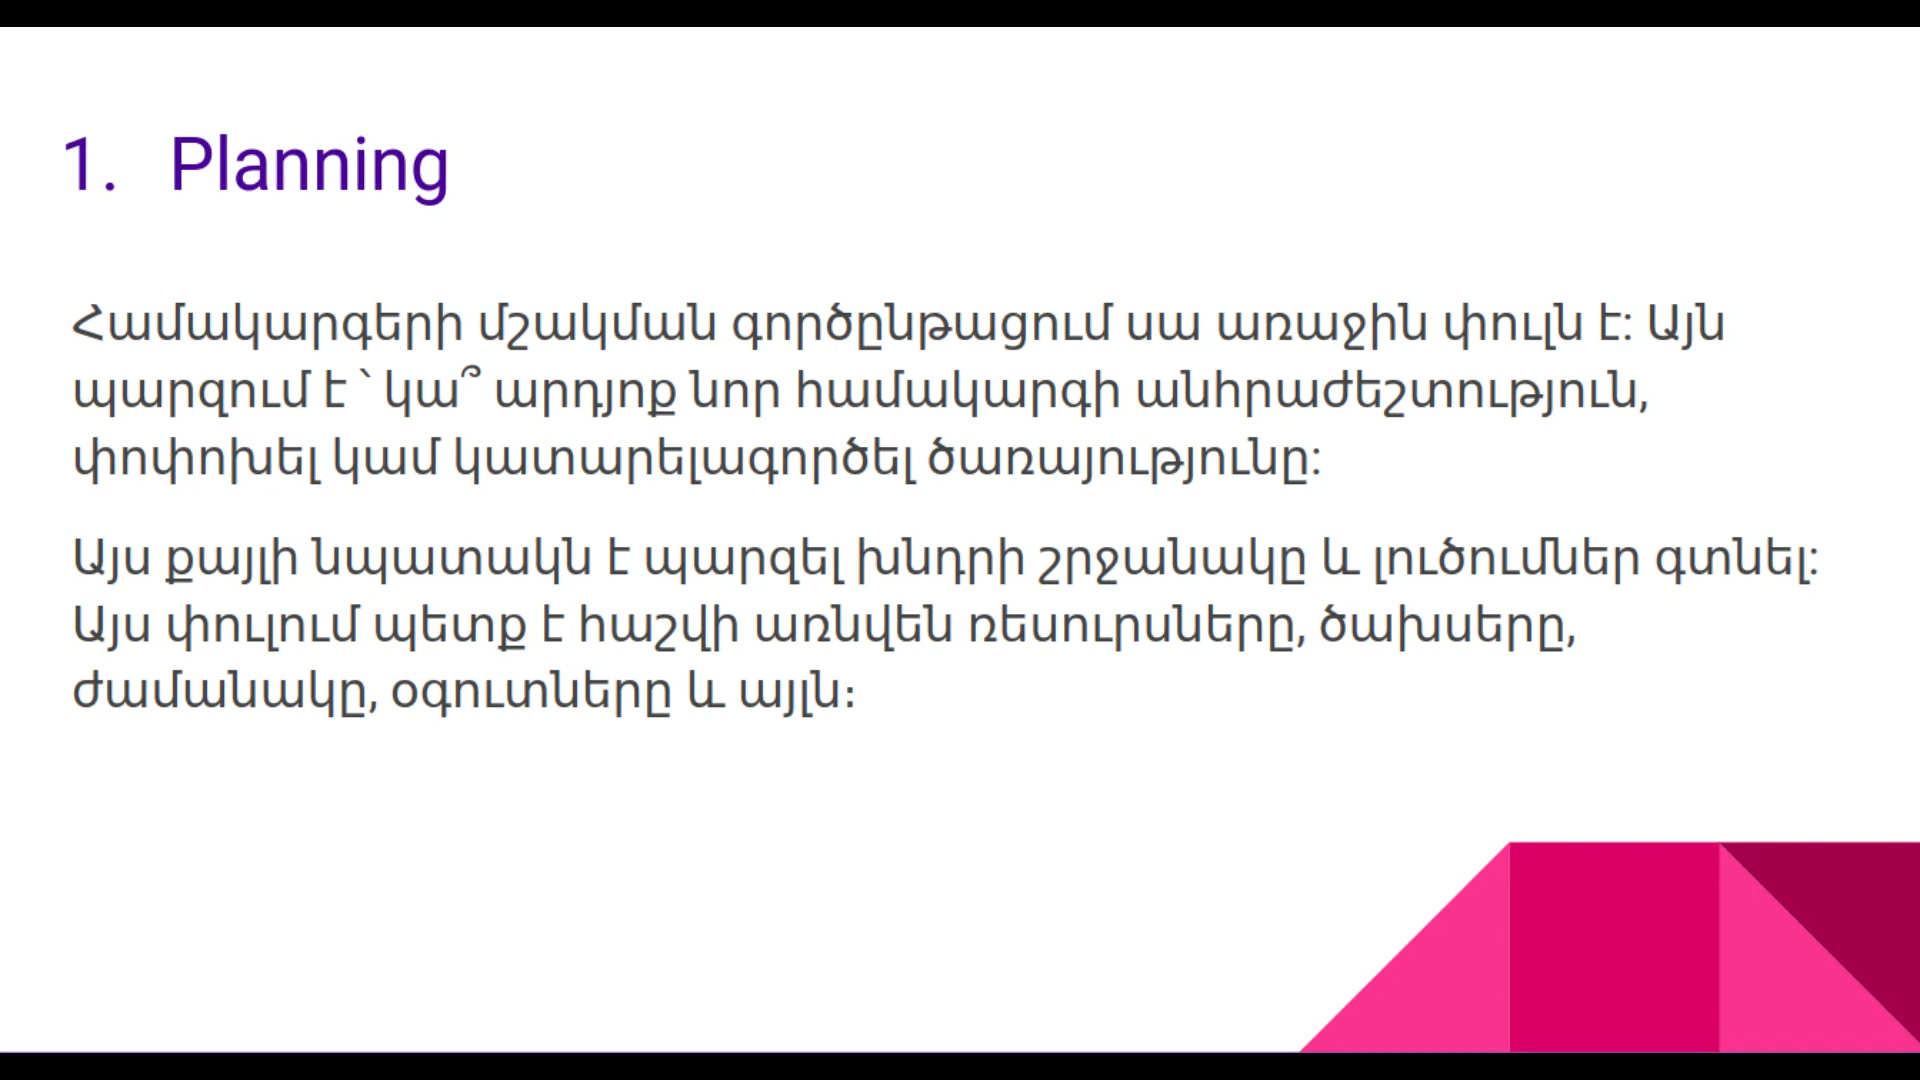 1. Planning
Համակարգերի մշակման գործընթացում սա առաջին փուլն է: Այն
պարզում է ՝ կա՞ արդյոք նոր համակարգի անհրաժեշտություն,
փոփոխել կամ կատարելագործել ծառայությունը:
Այս քայլի նպատակն է պարզել խնդրի շրջանակը և լուծումներ գտնել:
Այս փուլում պետք է հաշվի առնվեն ռեսուրսները, ծախսերը,
ժամանակը, օգուտները և այլն։